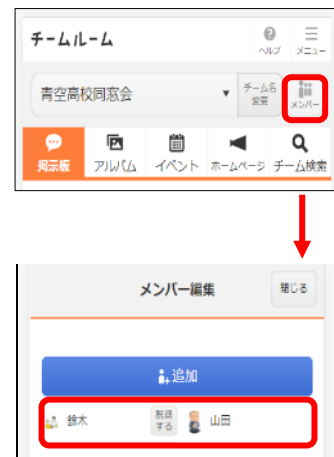 チームルーム
ヘルプ メニュー
青空高校同窓会 ▼ チーム名変更 メンバー
掲示板 アルバム イベント ホームページ チーム検索
メンバー編集 閉じる
追加
鈴木 脱退する 山田